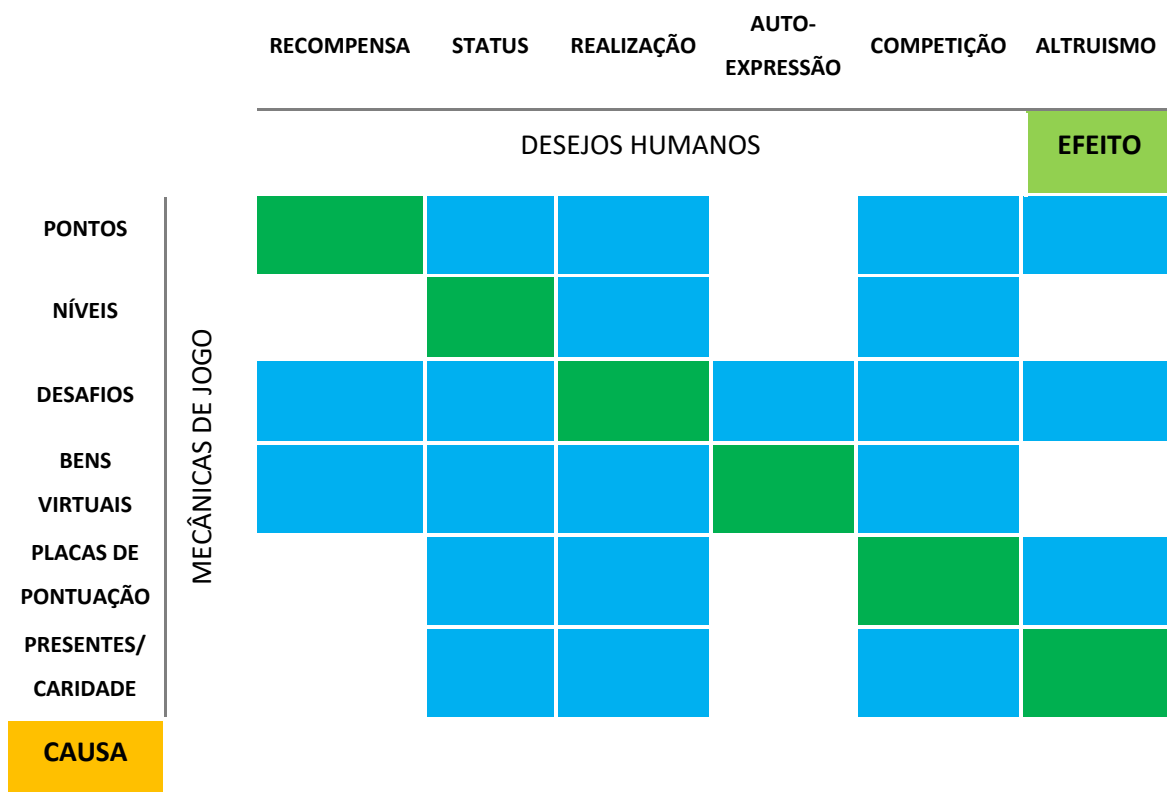 RECOMPENSA STATUS REALIZAÇÃO AUTO-
EXPRESSÃO COMPETIÇÃO ALTRUISMO
DESEJOS HUMANOS EFEITO
PONTOS
NÍVEIS
DESAFIOS
BENS
VIRTUAIS
PLACAS DE
PONTUAÇÃO
PRESENTES/
CARIDADE
MECÂNICAS DE JOGO
CAUSA